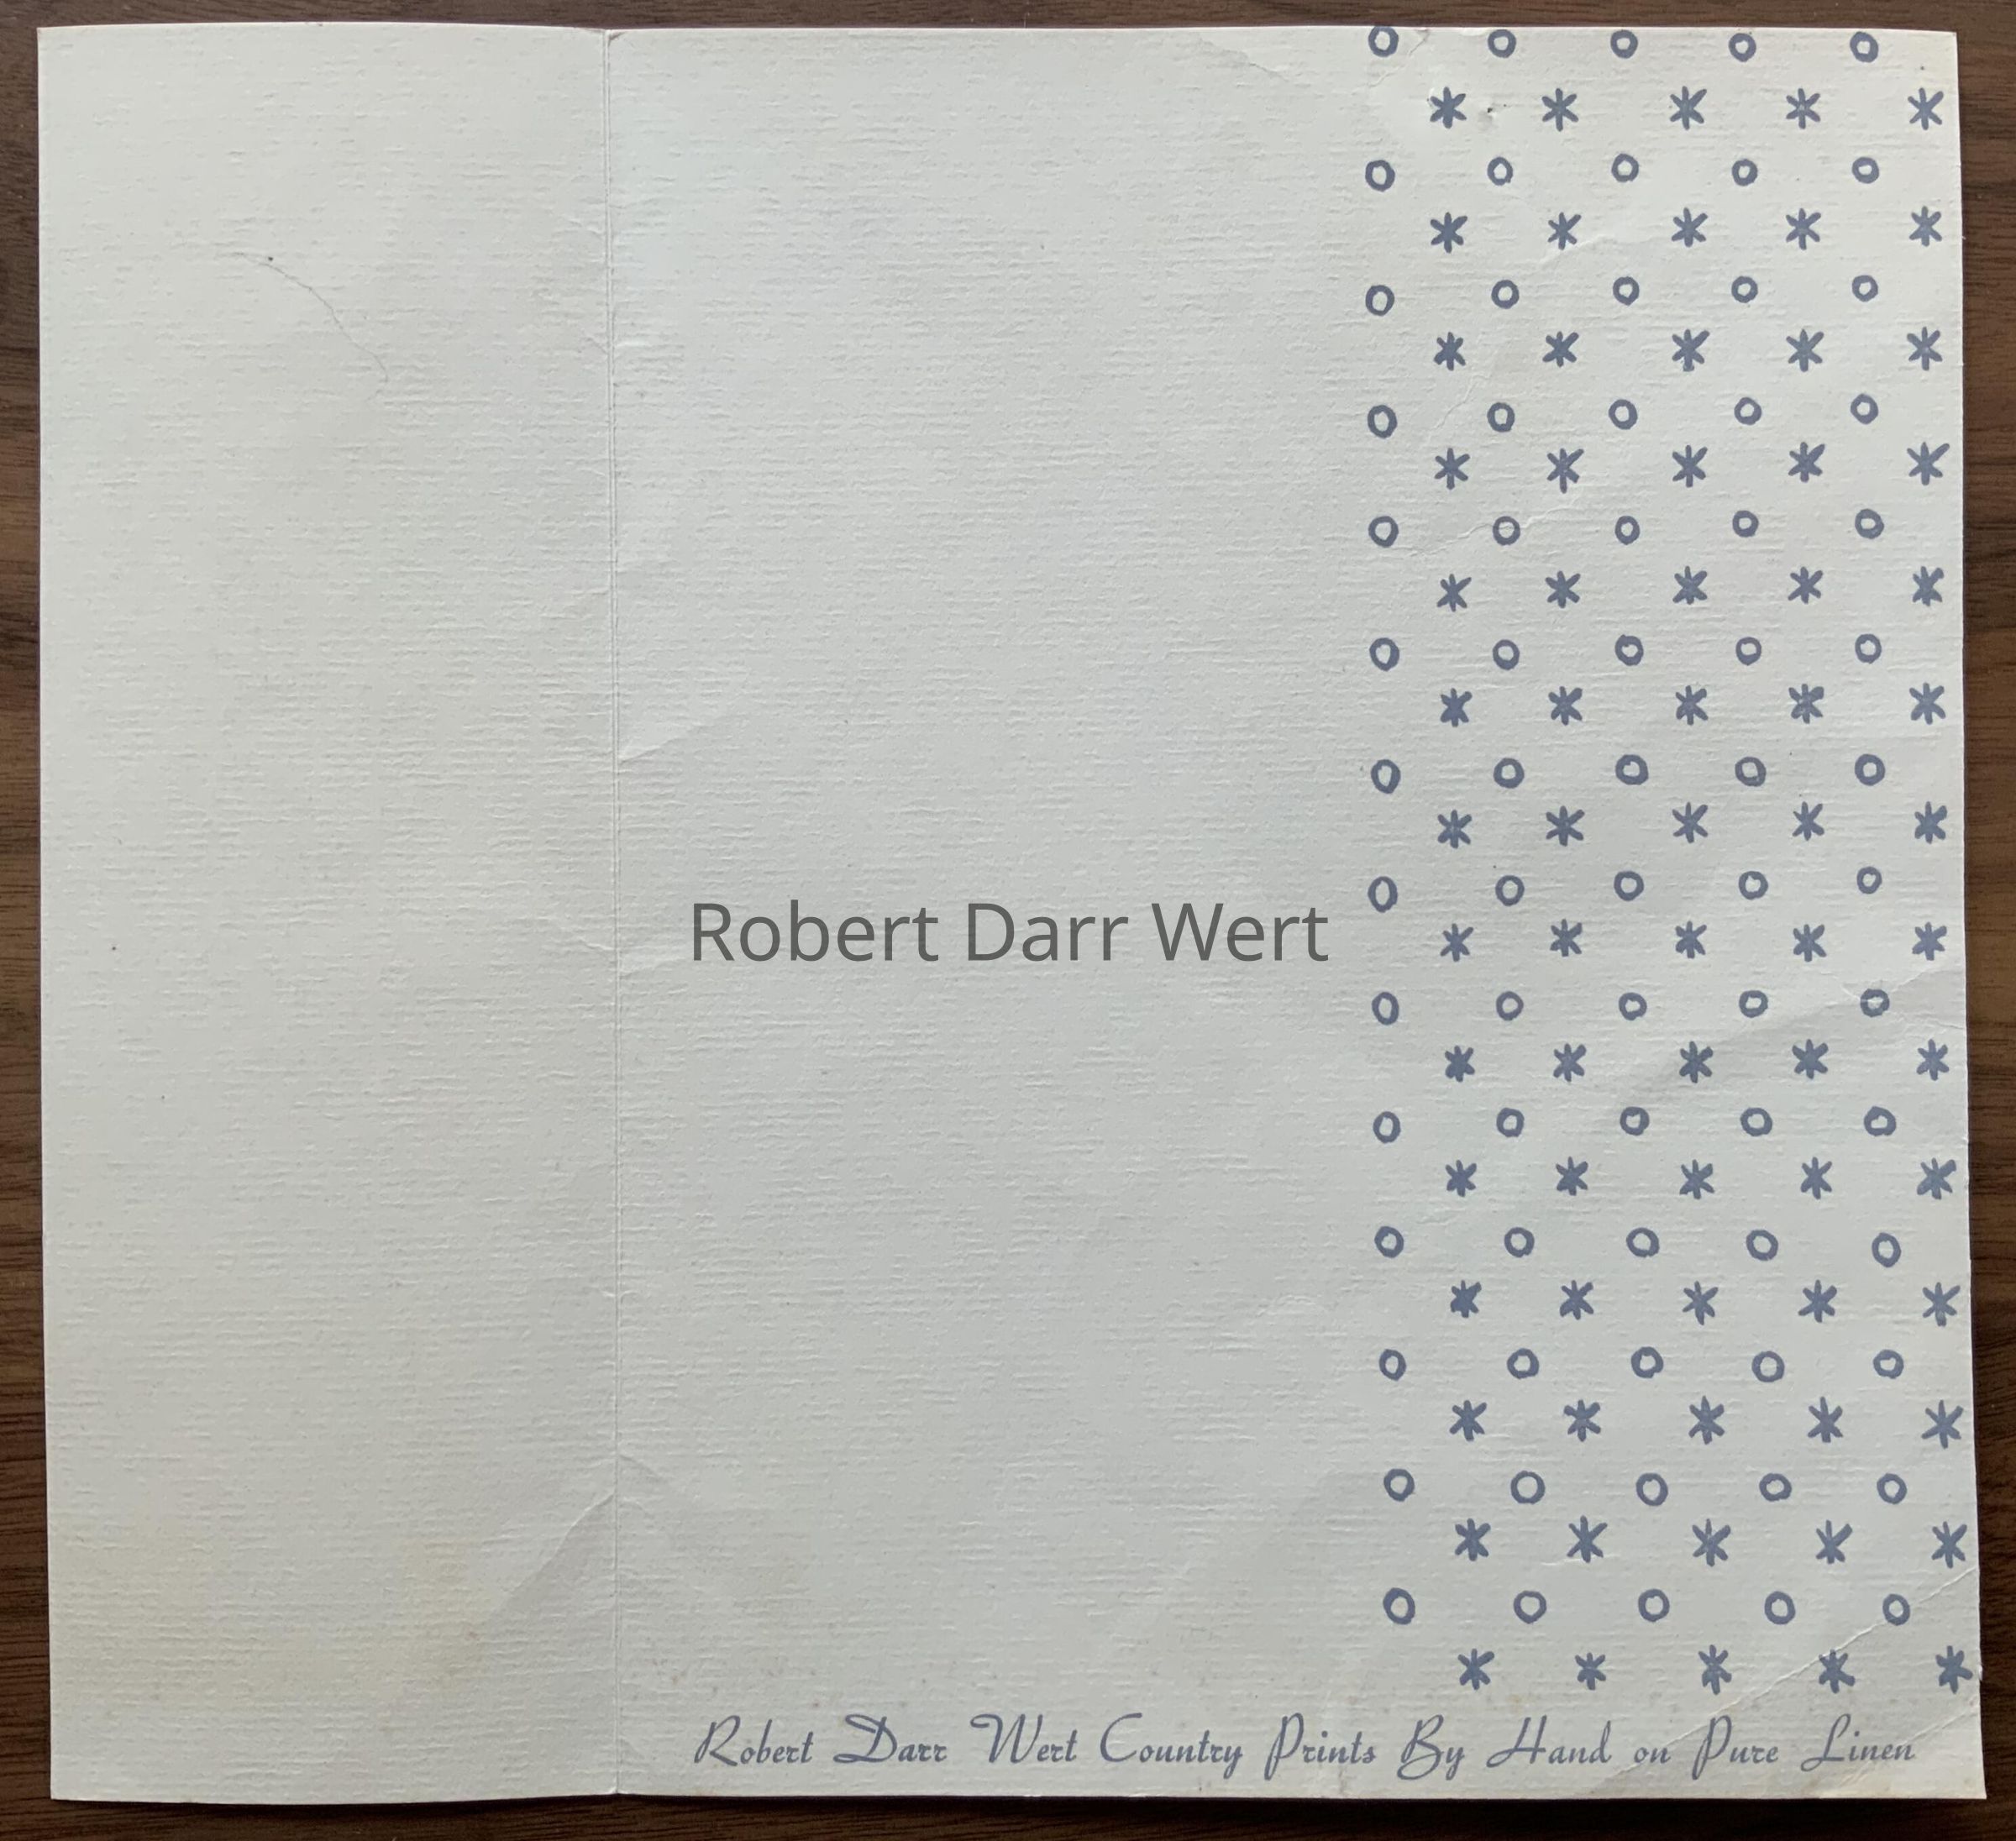 Robert Darr Wert
Robert Darr Wert Country Prints By Hand on Pure Linen